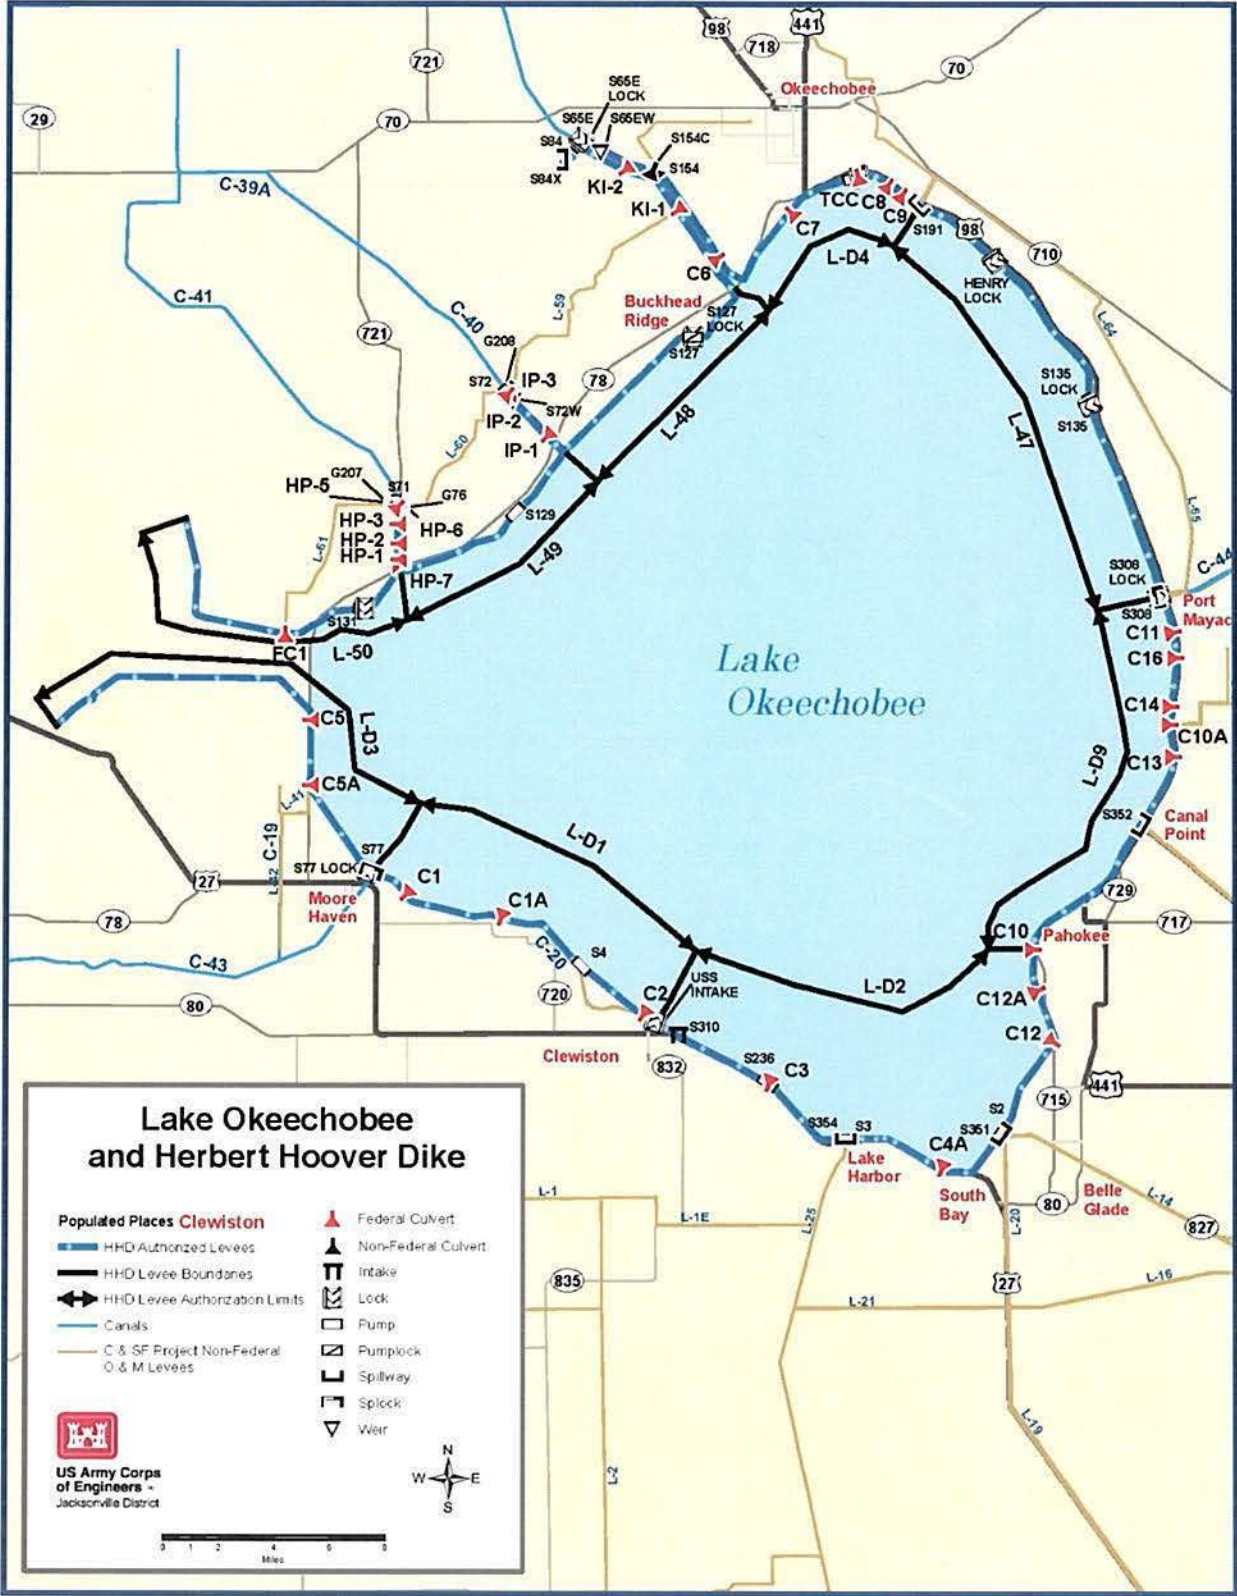 98
441
718
721
70
Okeechobee
S65E
LOCK
29
70
S65E
S65EW
S84
S154C
S84X
S154
KI-2
C-39A
TCC
C8
KI-1
C9
C7
S191
98
L-D4
710
C6
HENRY
LOCK
C-41
L-59
Buckhead
Ridge
S127
LOCK
C-40
L-64
721
G208
S127
S72
IP-3
78
S135
LOCK
S72W
IP-2
L-48
L-47
S135
IP-1
L-60
G207
S71
HP-5
G76
L-65
HP-3
HP-6
S129
HP-2
L-61
HP-1
L-49
S308
LOCK
C-44
HP-7
S308
Port
Mayac
S131
C11
FC1
L-50
C16
Lake
Okeechobee
C14
C5
L-D3
C10A
C13
L-D9
C5A
L-41
S352
Canal
Point
C-19
L-D1
S77
S77 LOCK
L-42
27
C1
729
Moore
Haven
C1A
78
717
C10
Pahokee
C-20
S4
C-43
USS
INTAKE
L-D2
720
C12A
80
C2
S310
C12
Clewiston
832
S236
C3
441
715
S2
S354
S3
S351
C4A
Lake
Harbor
South
Bay
Belle
Glade
L-1
L-14
80
L-1E
L-25
L-20
827
835
27
L-16
L-21
L-19
L-2
Lake Okeechobee
and Herbert Hoover Dike
Populated Places Clewiston
HHD Authorized Levees
HHD Levee Boundaries
HHD Levee Authorization Limits
Canals
C & SF Project Non-Federal
O & M Levees
Federal Culvert
Non-Federal Culvert
Intake
Lock
Pump
Pumplock
Spillway
Splock
Weir
US Army Corps
of Engineers
Jacksonville District
N
W E
S
0 1 2 4 6 8
Miles